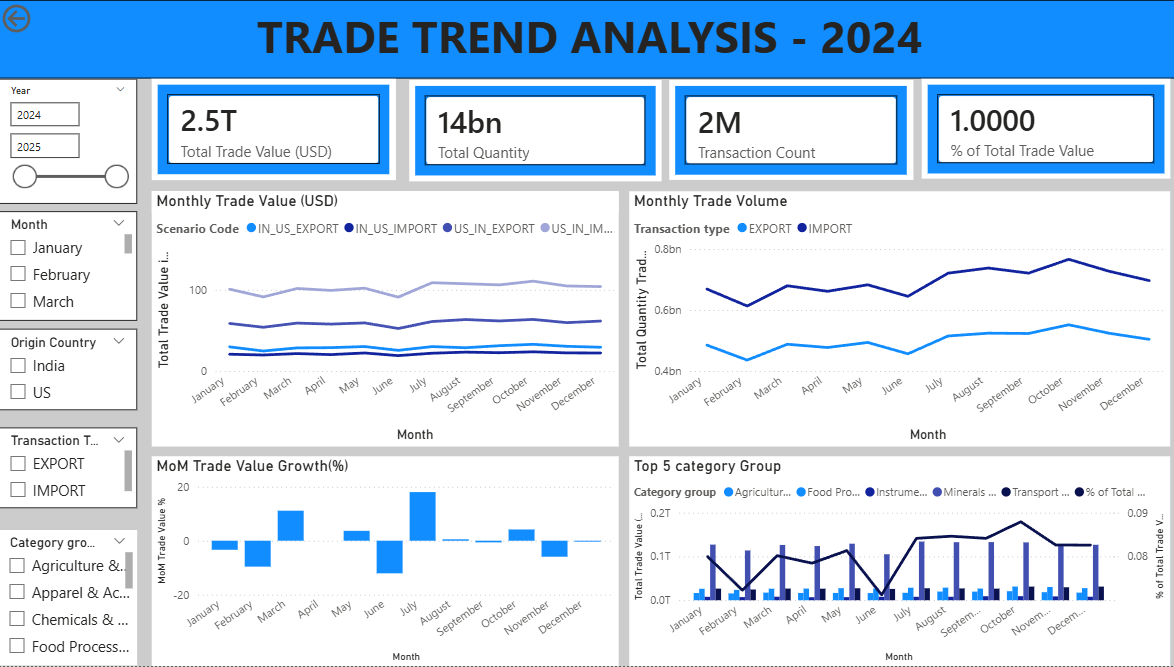 TRADE TREND ANALYSIS - 2024
Year
2024
2025
Month
January
February
March
Origin Country
India
US
Transaction T...
EXPORT
IMPORT
Category gro...
Agriculture &...
Apparel & Ac...
Chemicals & ...
Food Process...
2.5T
Total Trade Value (USD)
14bn
Total Quantity
2M
Transaction Count
1.0000
% of Total Trade Value
Monthly Trade Value (USD)
Scenario Code IN_US_EXPORT IN_US_IMPORT US_IN_EXPORT US_IN_IM...
Total Trade Value i...
100
0
January February March April May June July August September October November December
Month
Monthly Trade Volume
Transaction type EXPORT IMPORT
Total Quantity Trad...
0.8bn
0.6bn
0.4bn
January February March April May June July August September October November December
Month
MoM Trade Value Growth(%)
MoM Trade Value %
20
0
-20
January February March April May June July August September October November December
Month
Top 5 category Group
Category group Agricultur... Food Pro... Instrume... Minerals ... Transport ... % of Total ...
Total Trade Value (...
0.2T
0.1T
0.0T
0.09
0.08
% of Total Trade V...
January February March April May June July August Septem... October Novem... Decem...
Month